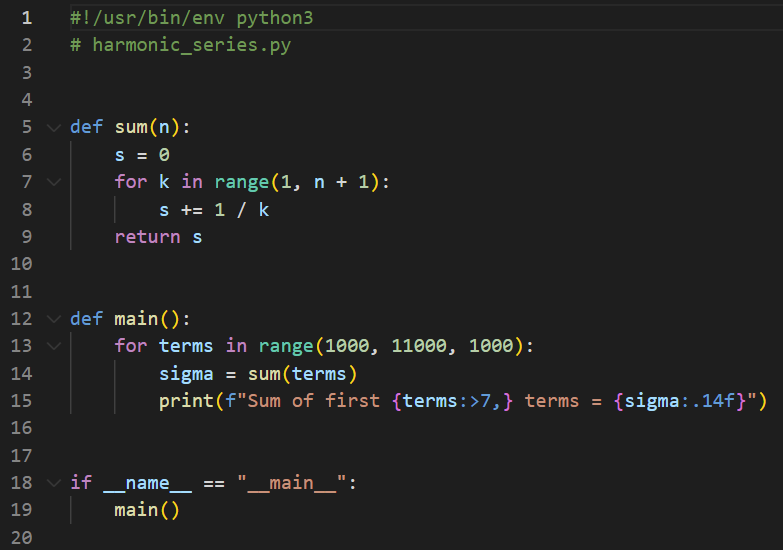 1 #!/usr/bin/env python3
2 # harmonic_series.py
3
4
5 def sum(n):
6     s = 0
7     for k in range(1, n + 1):
8         s += 1 / k
9     return s
10
11
12 def main():
13     for terms in range(1000, 11000, 1000):
14         sigma = sum(terms)
15         print(f"Sum of first {terms:>7,} terms = {sigma:.14f}")
16
17
18 if __name__ == "__main__":
19     main()
20